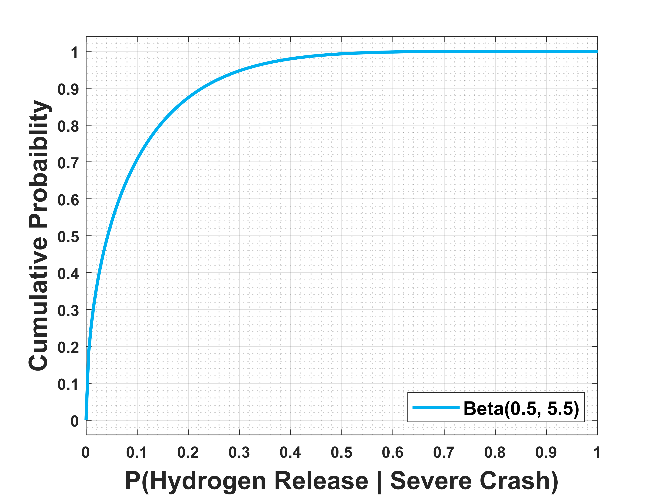 1
0.9
0.8
0.7
0.6
0.5
0.4
0.3
0.2
0.1
0
Cumulative Probaiblity
Beta(0.5, 5.5)
0 0.1 0.2 0.3 0.4 0.5 0.6 0.7 0.8 0.9 1
P(Hydrogen Release | Severe Crash)